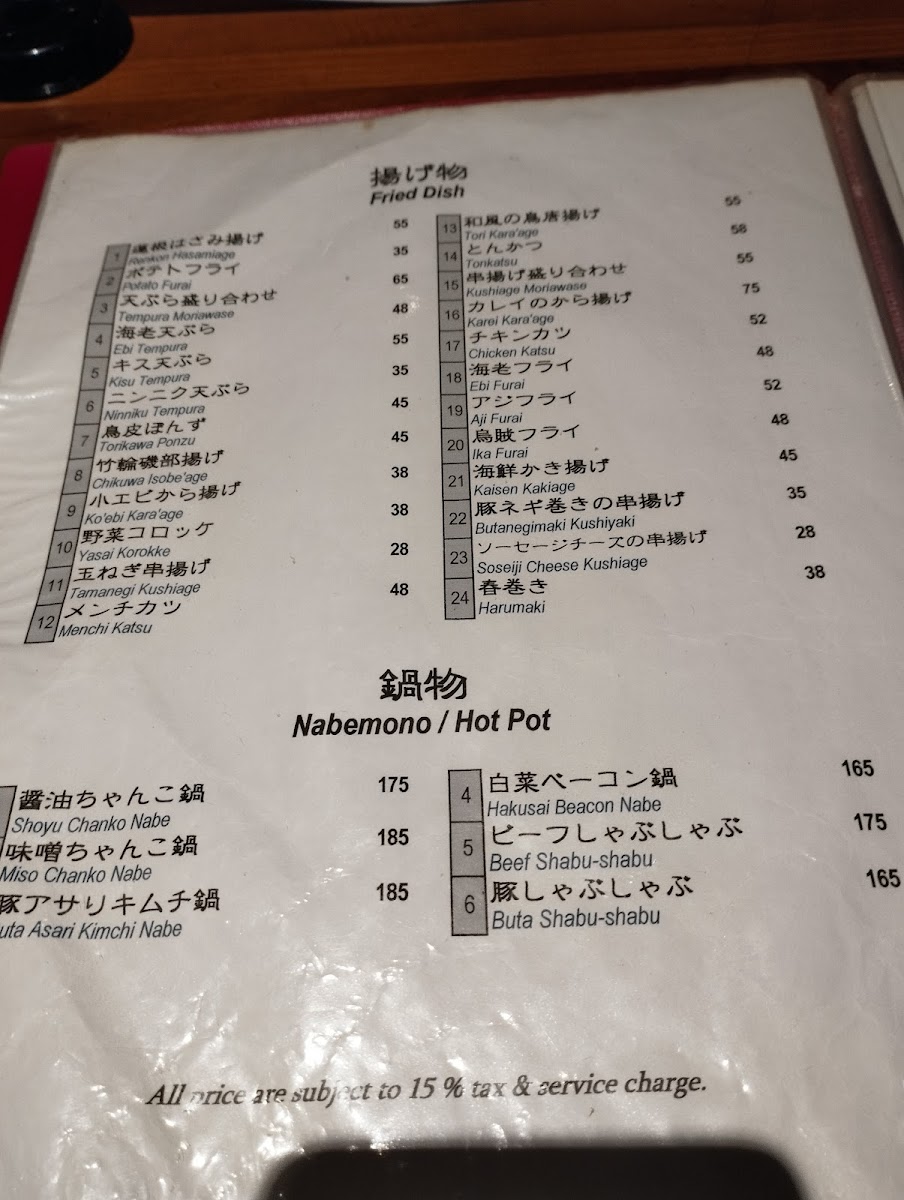 揚げ物
Fried Dish
1 蓮根はさみ揚げ 55
Renkon Hasamiage
2 ポテトフライ 35
Potato Furai
3 天ぷら盛り合わせ 65
Tempura Moriawase
4 海老天ぷら 48
Ebi Tempura
5 キス天ぷら 55
Kisu Tempura
6 ニンニク天ぷら 35
Ninniku Tempura
7 鳥皮ぽんず 45
Torikawa Ponzu
8 竹輪磯部揚げ 45
Chikuwa Isobe'age
9 小エビから揚げ 38
Ko'ebi Kara'age
10 野菜コロッケ 38
Yasai Korokke
11 玉ねぎ串揚げ 28
Tamanegi Kushiage
12 メンチカツ 48
Menchi Katsu
13 和風の鳥唐揚げ 55
Tori Kara'age
14 とんかつ 58
Tonkatsu
15 串揚げ盛り合わせ 55
Kushiage Moriawase
16 カレイのから揚げ 75
Karei Kara'age
17 チキンカツ 52
Chicken Katsu
18 海老フライ 48
Ebi Furai
19 アジフライ 52
Aji Furai
20 烏賊フライ 48
Ika Furai
21 海鮮かき揚げ 45
Kaisen Kakiage
22 豚ネギ巻きの串揚げ 35
Butanegimaki Kushiyaki
23 ソーセージチーズの串揚げ 28
Soseiji Cheese Kushiage
24 春巻き 38
Harumaki
鍋物
Nabemono / Hot Pot
醤油ちゃんこ鍋 175
Shoyu Chanko Nabe
味噌ちゃんこ鍋 185
Miso Chanko Nabe
豚アサリキムチ鍋 185
uta Asari Kimchi Nabe
4 白菜ベーコン鍋 165
Hakusai Beacon Nabe
5 ビーフしゃぶしゃぶ 175
Beef Shabu-shabu
6 豚しゃぶしゃぶ 165
Buta Shabu-shabu
All price are subject to 15 % tax & service charge.